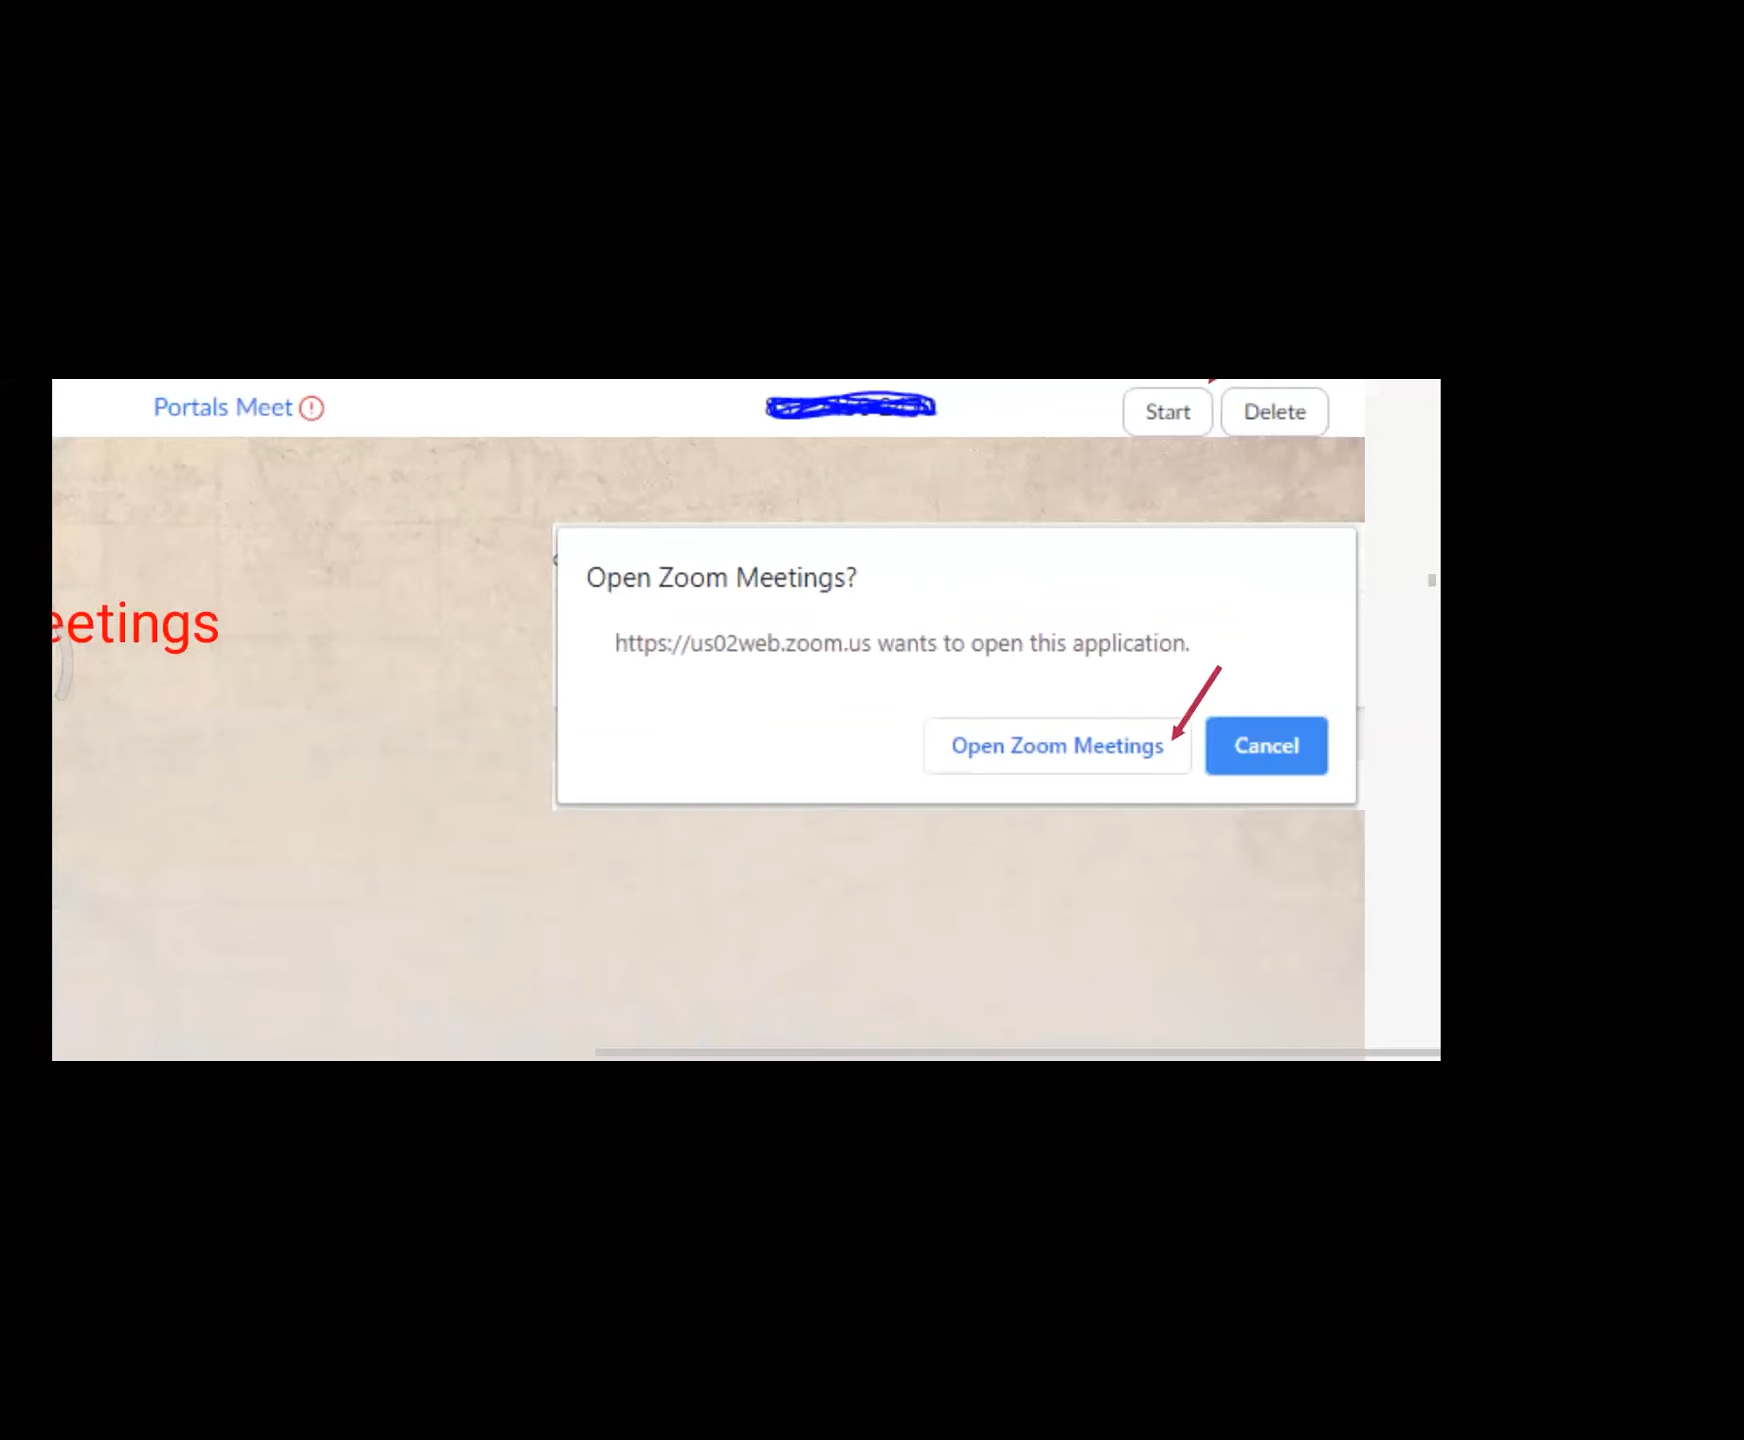 Portals Meet
Start
Delete
Open Zoom Meetings?
eetings
https://us02web.zoom.us wants to open this application.
Open Zoom Meetings
Cancel